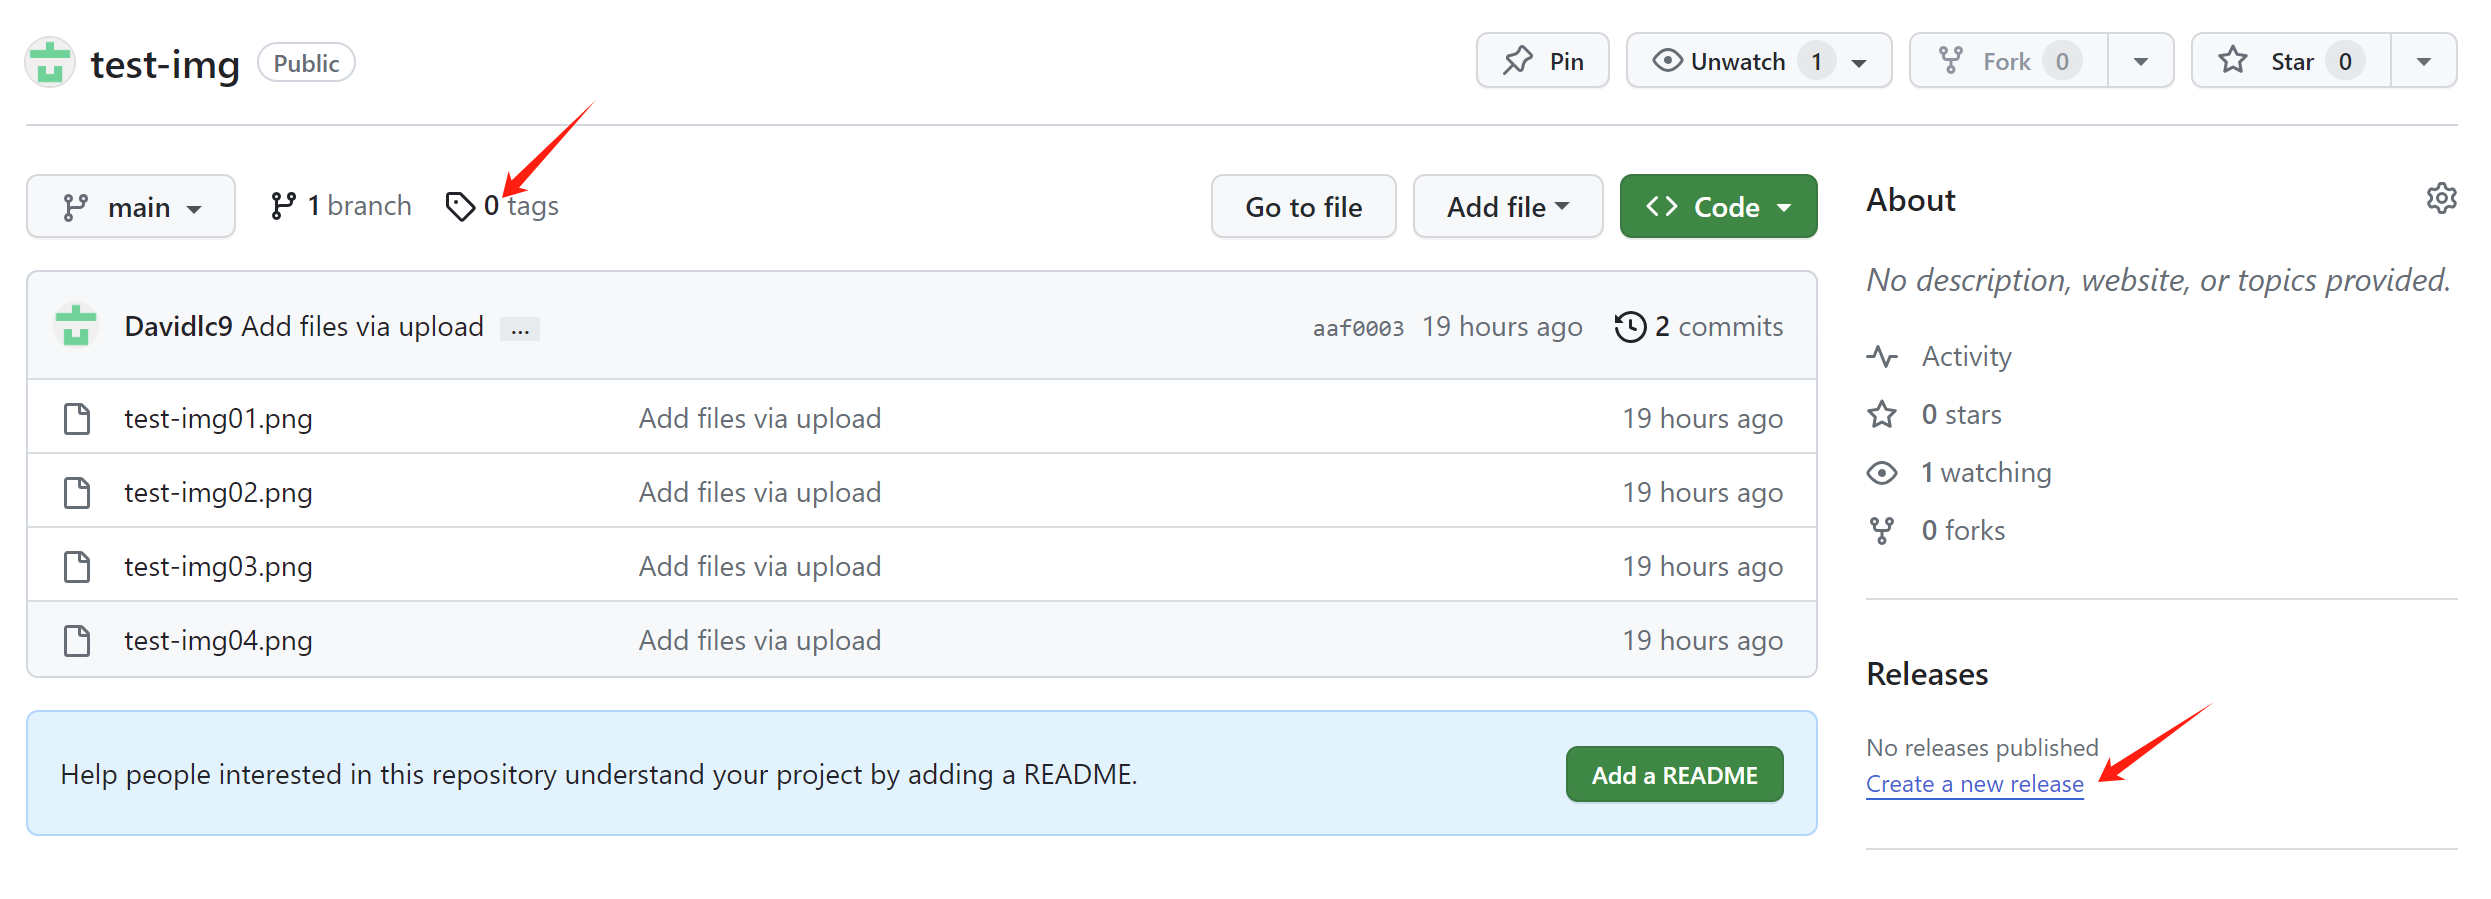 test-img Public Pin Unwatch 1 Fork 0 Star 0
main 1 branch 0 tags Go to file Add file Code
Davidlc9 Add files via upload ... aaf0003 19 hours ago 2 commits
test-img01.png Add files via upload 19 hours ago
test-img02.png Add files via upload 19 hours ago
test-img03.png Add files via upload 19 hours ago
test-img04.png Add files via upload 19 hours ago
Help people interested in this repository understand your project by adding a README. Add a README
About
No description, website, or topics provided.
Activity
0 stars
1 watching
0 forks
Releases
No releases published
Create a new release